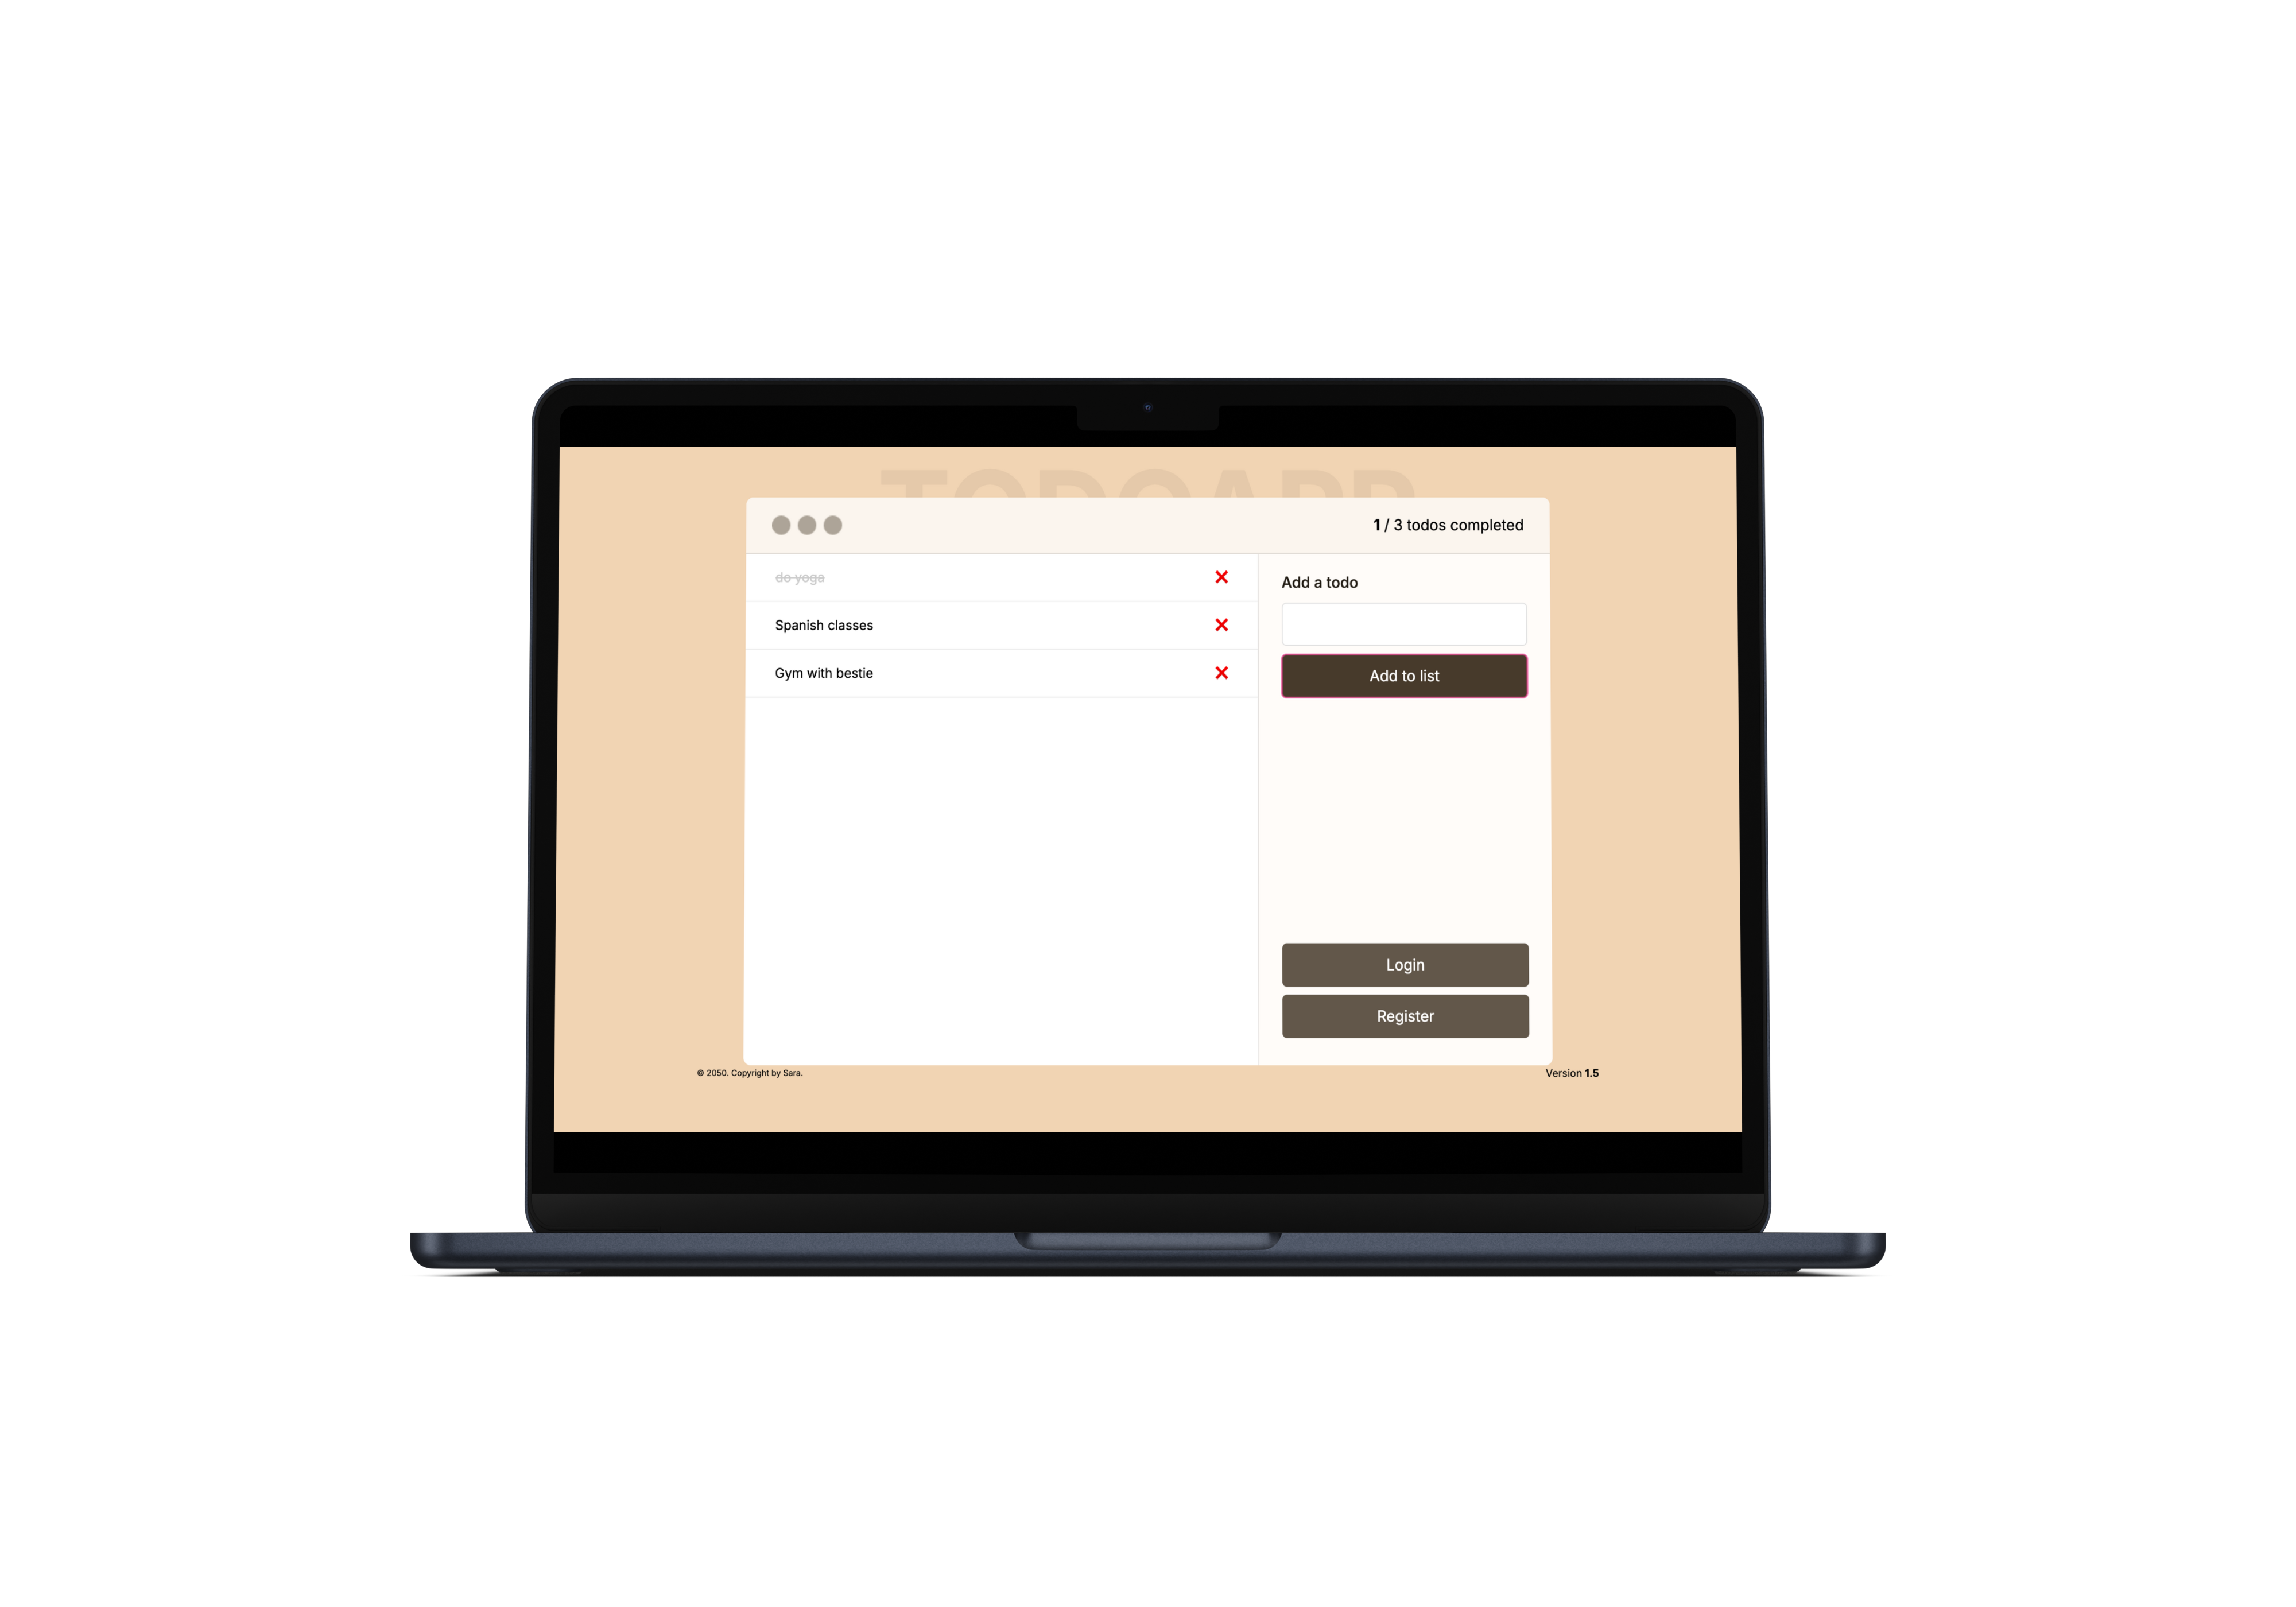 TODOAPP
1 / 3 todos completed
do yoga
Spanish classes
Gym with bestie
Add a todo
Add to list
Login
Register
© 2050. Copyright by Sara.
Version 1.5